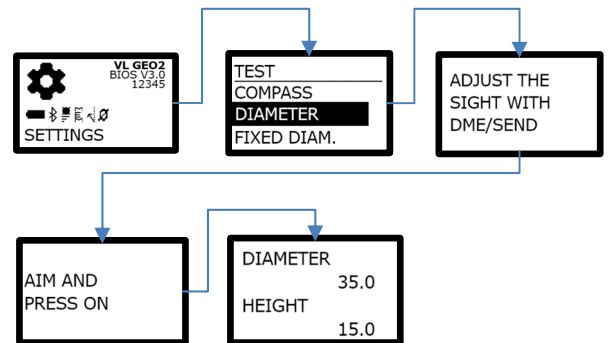 VL GEO2
BIOS V3.0
12345
SETTINGS
TEST
COMPASS
DIAMETER
FIXED DIAM.
ADJUST THE
SIGHT WITH
DME/SEND
AIM AND
PRESS ON
DIAMETER
35.0
HEIGHT
15.0